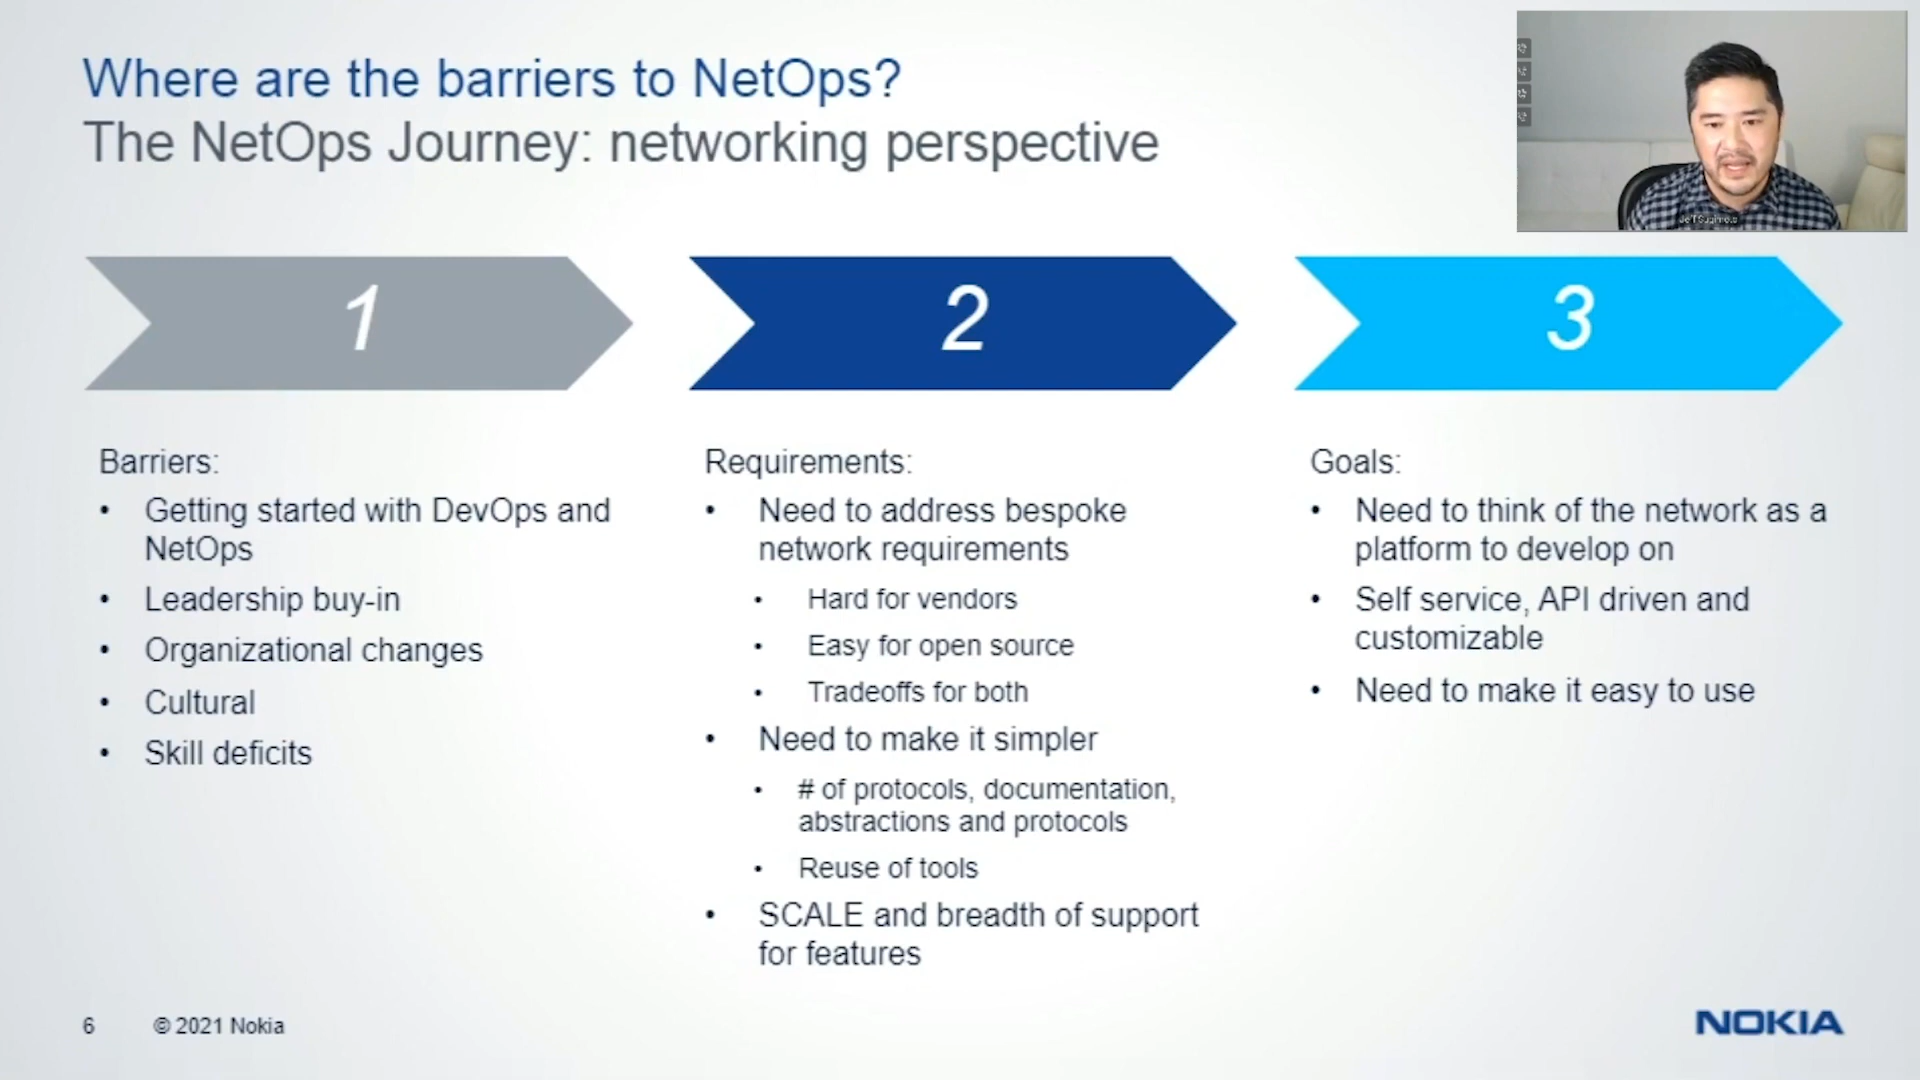 Where are the barriers to NetOps?
The NetOps Journey: networking perspective
Jeff Sugimoto
1
2
3
Barriers:
• Getting started with DevOps and
NetOps
• Leadership buy-in
• Organizational changes
• Cultural
• Skill deficits
Requirements:
• Need to address bespoke
network requirements
• Hard for vendors
• Easy for open source
• Tradeoffs for both
• Need to make it simpler
• # of protocols, documentation,
abstractions and protocols
• Reuse of tools
• SCALE and breadth of support
for features
Goals:
• Need to think of the network as a
platform to develop on
• Self service, API driven and
customizable
• Need to make it easy to use
6
© 2021 Nokia
NOKIA